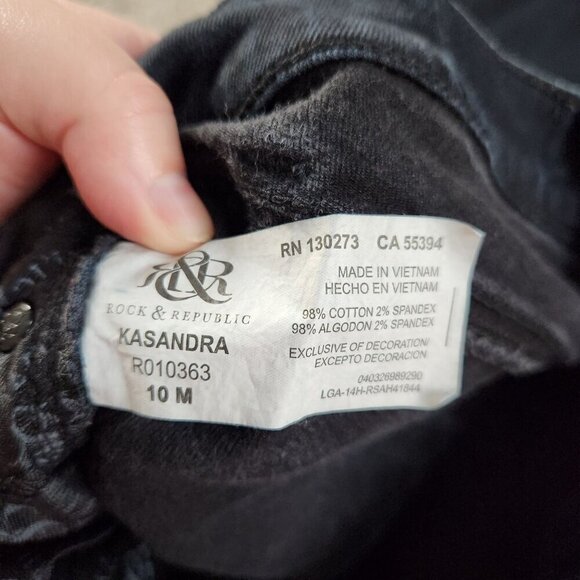 R&R
ROCK & REPUBLIC
KASANDRA
R010363
10 M
RN 130273 CA 55394
MADE IN VIETNAM
HECHO EN VIETNAM
98% COTTON 2% SPANDEX
98% ALGODON 2% SPANDEX
EXCLUSIVE OF DECORATION/
EXCEPTO DECORACION
040326989290
LGA-14H-RSAH41844